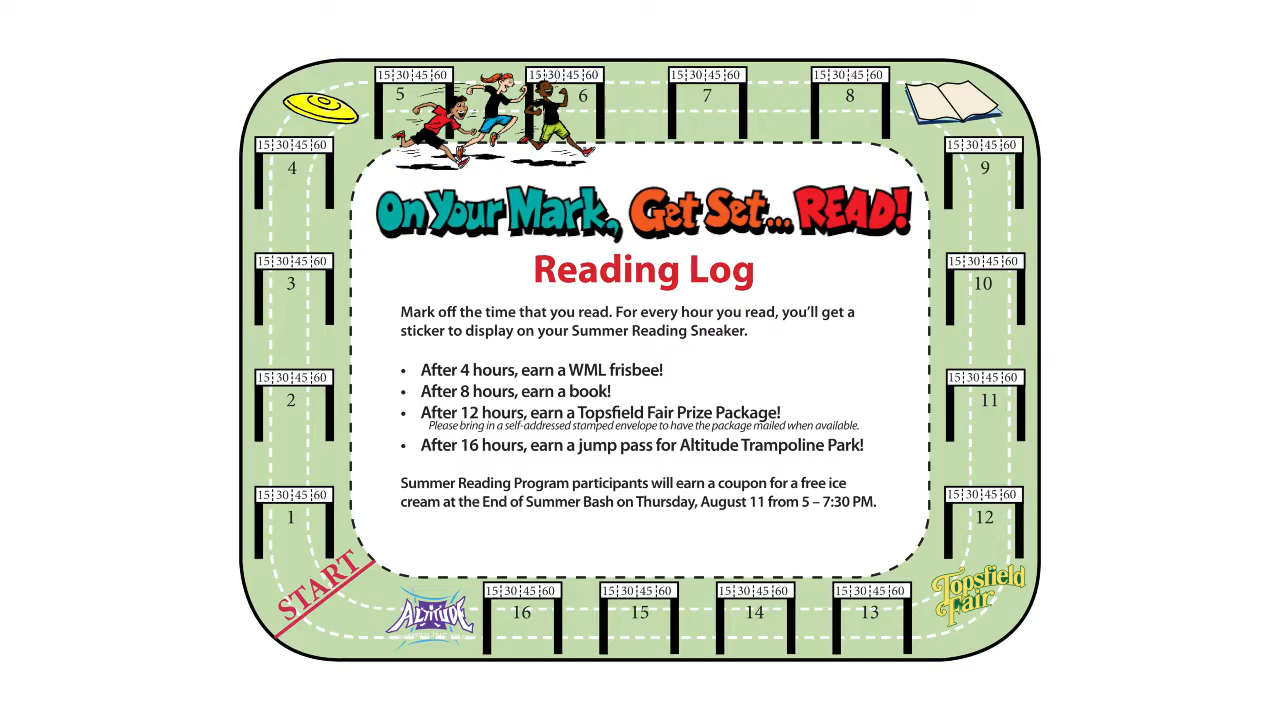 On Your Mark, Get Set... READ!
Reading Log
Mark off the time that you read. For every hour you read, you'll get a
sticker to display on your Summer Reading Sneaker.
• After 4 hours, earn a WML frisbee!
• After 8 hours, earn a book!
• After 12 hours, earn a Topsfield Fair Prize Package!
Please bring in a self-addressed stamped envelope to have the package mailed when available.
• After 16 hours, earn a jump pass for Altitude Trampoline Park!
Summer Reading Program participants will earn a coupon for a free ice
cream at the End of Summer Bash on Thursday, August 11 from 5 – 7:30 PM.
START
15 30 45 60
1
15 30 45 60
2
15 30 45 60
3
15 30 45 60
4
15 30 45 60
5
15 30 45 60
6
15 30 45 60
7
15 30 45 60
8
15 30 45 60
9
15 30 45 60
10
15 30 45 60
11
15 30 45 60
12
Topsfield
Fair
15 30 45 60
13
15 30 45 60
14
15 30 45 60
15
15 30 45 60
16
ALTITUDE